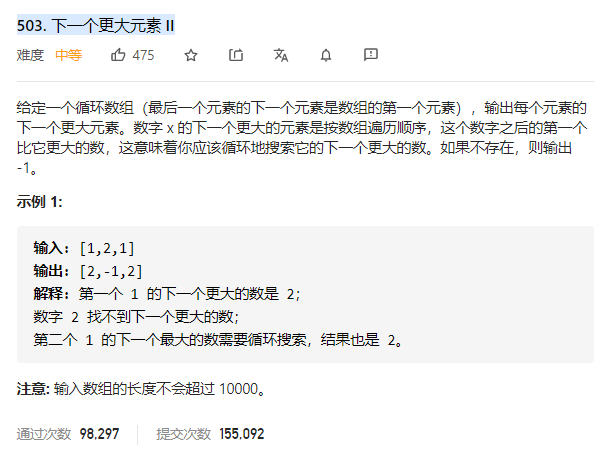 503. 下一个更大元素 II
难度 中等 475
给定一个循环数组（最后一个元素的下一个元素是数组的第一个元素），输出每个元素的
下一个更大元素。数字 x 的下一个更大的元素是按数组遍历顺序，这个数字之后的第一个
比它更大的数，这意味着你应该循环地搜索它的下一个更大的数。如果不存在，则输出
-1。
示例 1:
输入: [1,2,1]
输出: [2,-1,2]
解释: 第一个 1 的下一个更大的数是 2；
数字 2 找不到下一个更大的数；
第二个 1 的下一个最大的数需要循环搜索，结果也是 2。
注意: 输入数组的长度不会超过 10000。
通过次数 98,297 提交次数 155,092